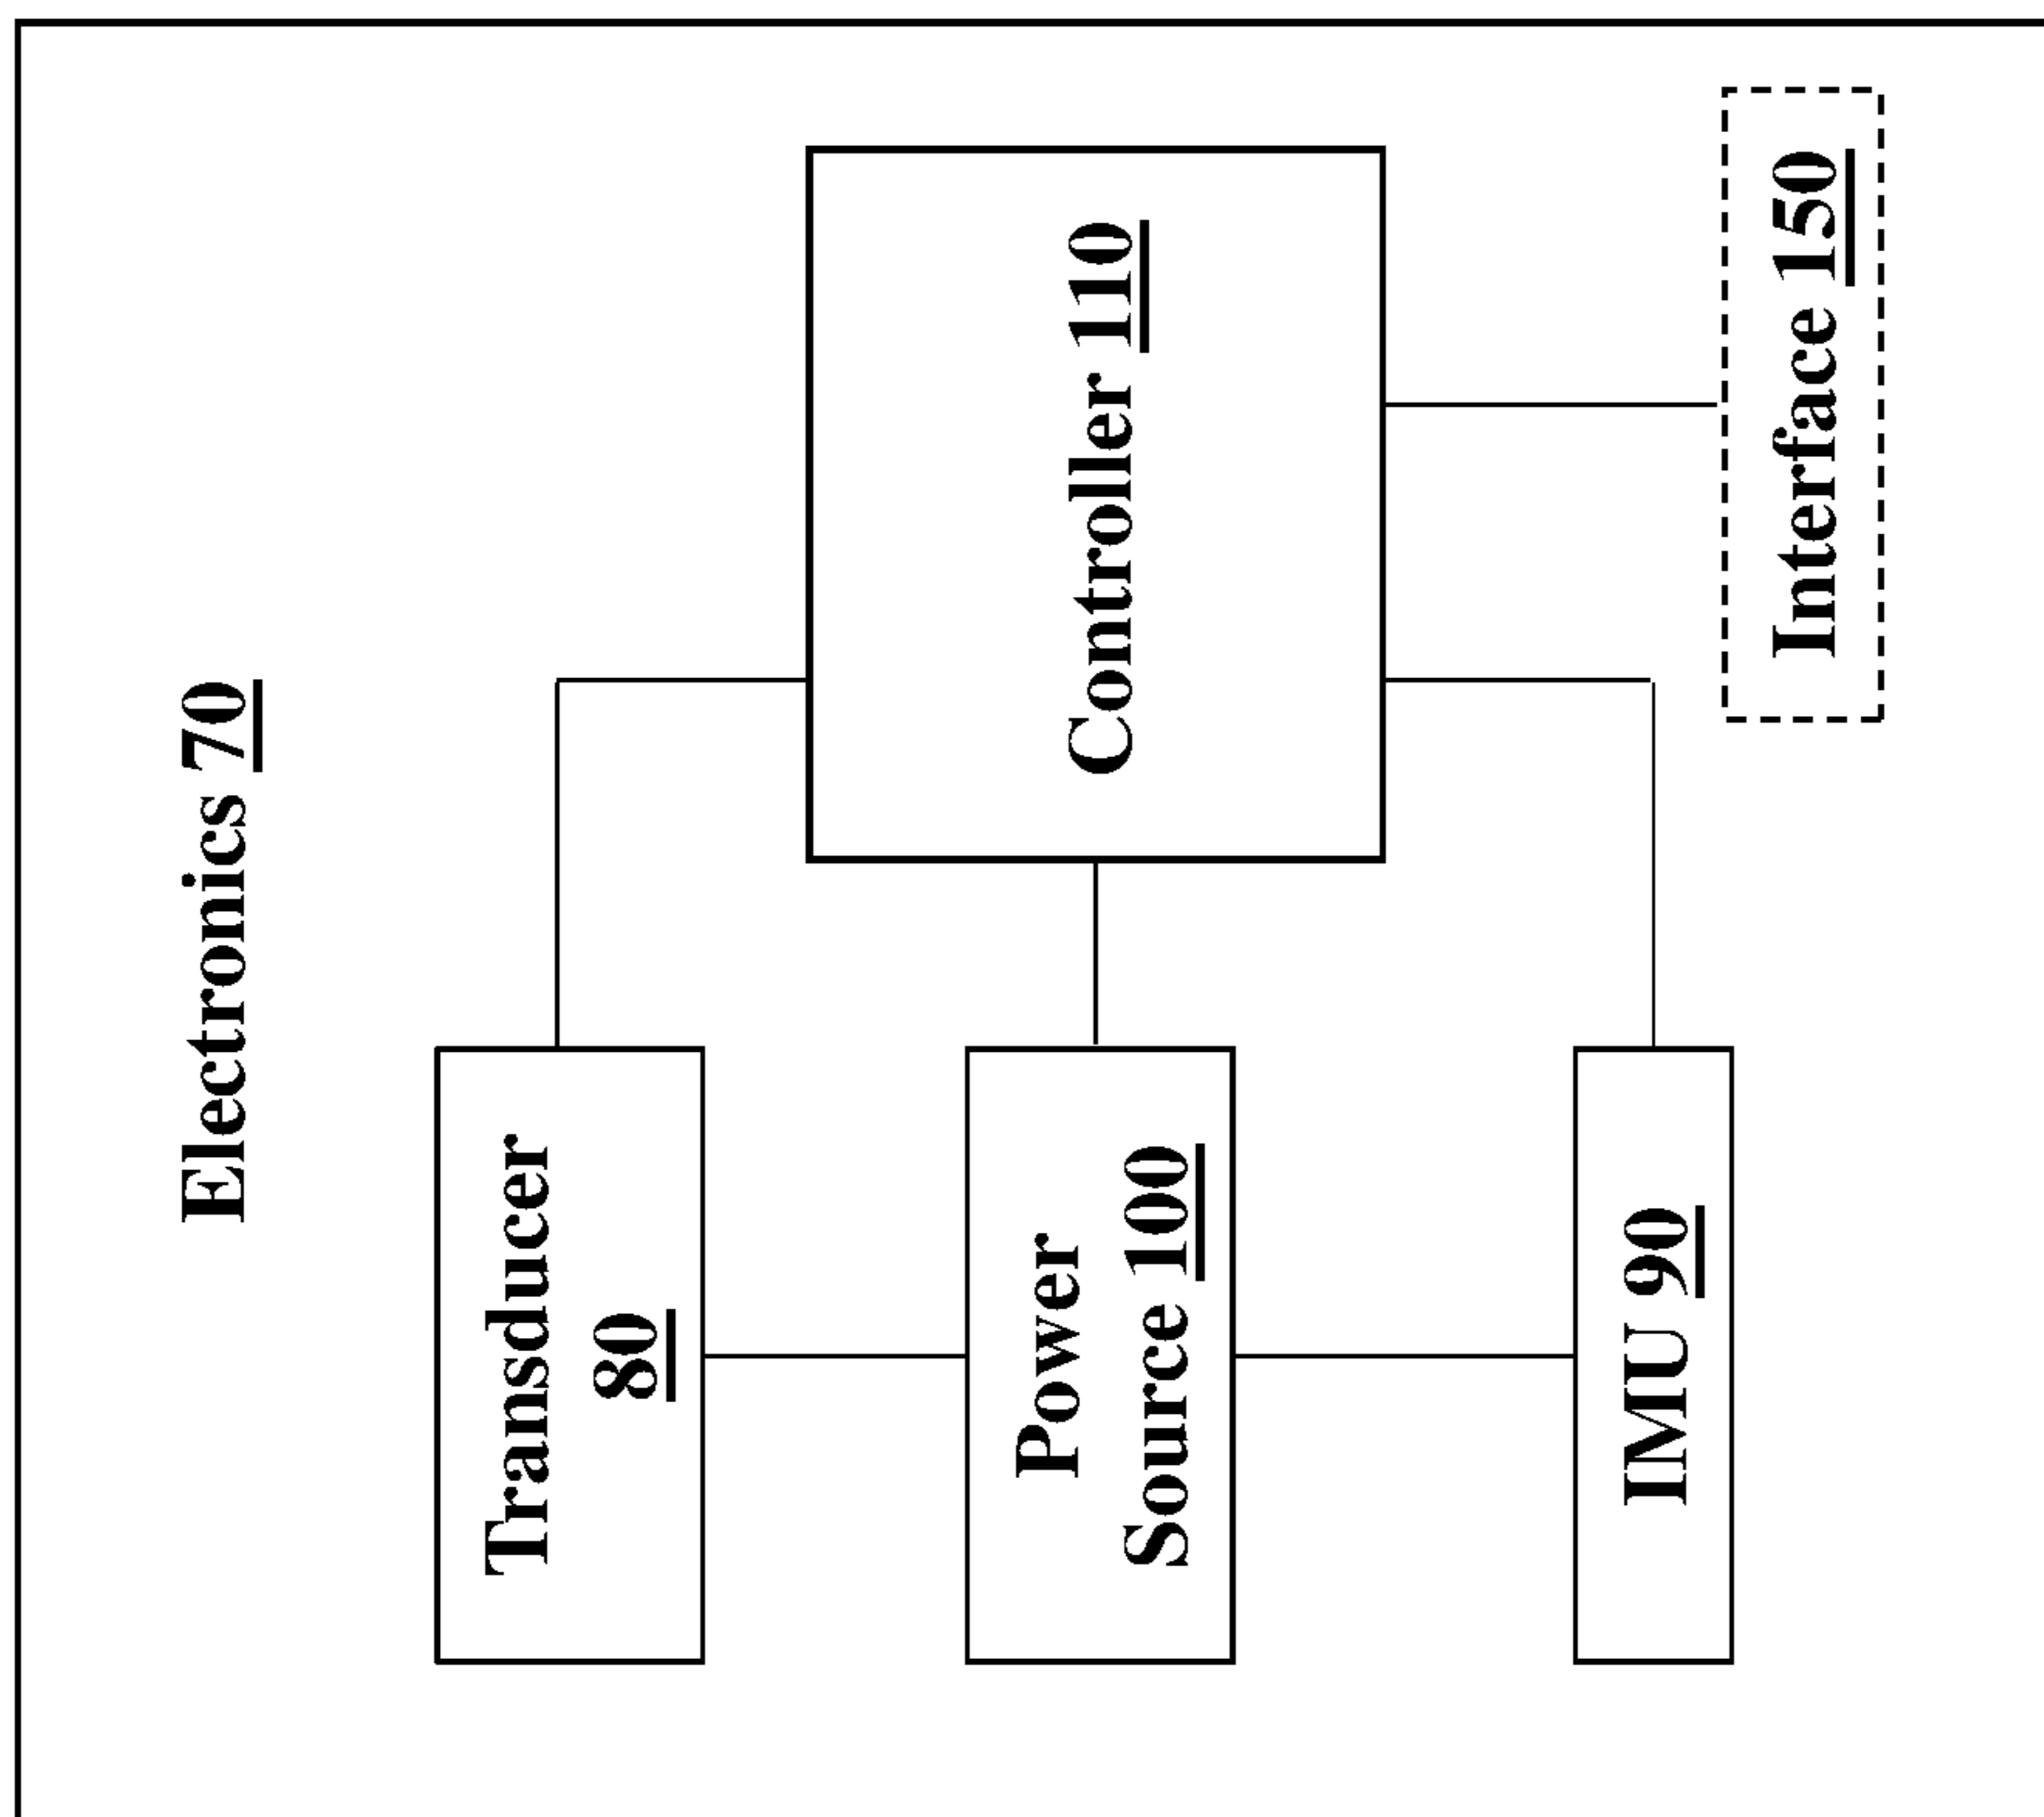 Electronics 70
Transducer
80
Power
Source 100
IMU 90
Controller 110
Interface 150